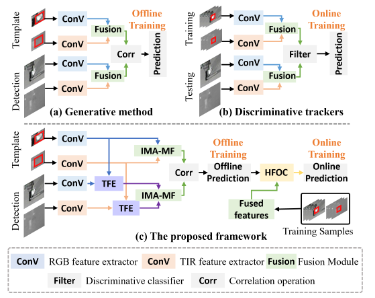 Offline
Training
Online
Training
Template
ConV
ConV
Fusion
Detection
ConV
ConV
Fusion
Corr
Prediction
Training
ConV
ConV
Fusion
Testing
ConV
ConV
Fusion
Filter
Prediction
(a) Generative method
(b) Discriminative trackers
Offline
Training
Online
Training
Template
ConV
ConV
IMA-MF
Detection
ConV
TFE
IMA-MF
ConV
TFE
Corr
Offline
Prediction
HFOC
Online
Prediction
Fused
features
Training
Samples
(c) The proposed framework
ConV RGB feature extractor ConV TIR feature extractor Fusion Fusion Module
Filter Discriminative classifier Corr Correlation operation